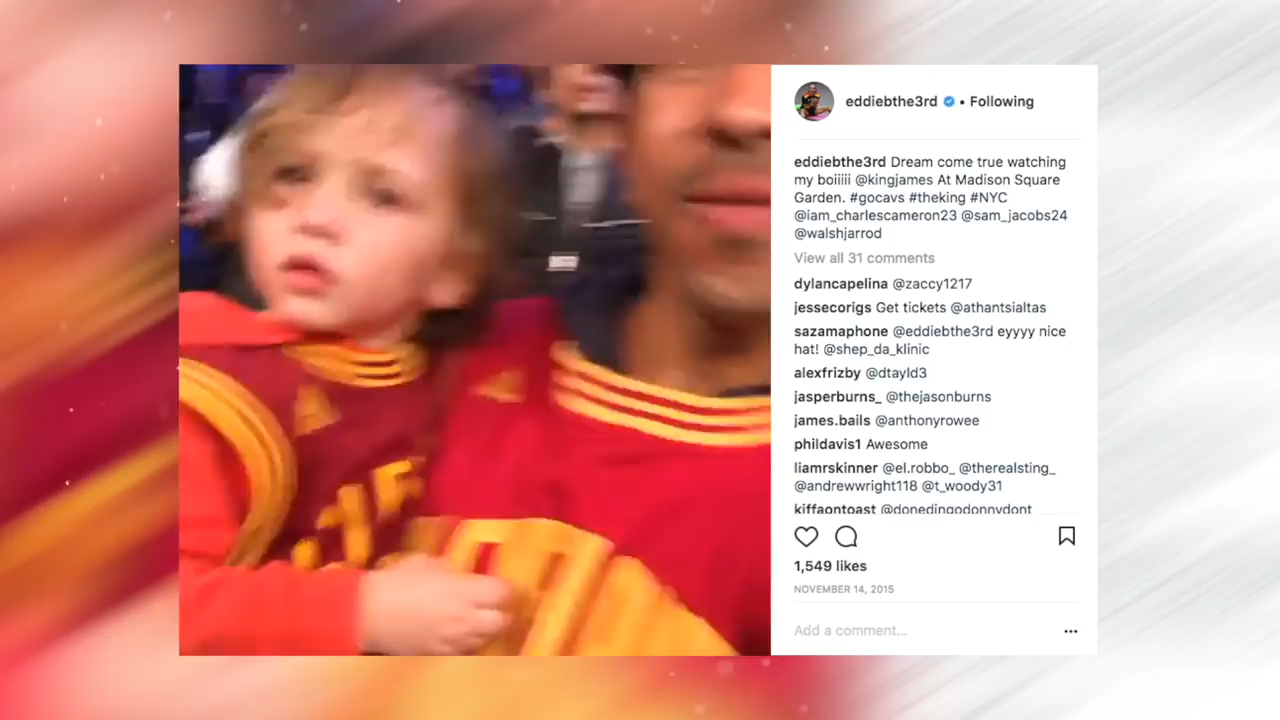 eddiebthe3rd • Following
eddiebthe3rd Dream come true watching
my boiiiii @kingjames At Madison Square
Garden. #gocavs #theking #NYC
@iam_charlescameron23 @sam_jacobs24
@walshjarrod
View all 31 comments
dylancapelina @zaccy1217
jessecorigs Get tickets @athantsialtas
sazamaphone @eddiebthe3rd eyyyy nice
hat! @shep_da_klinic
alexfrizby @dtayld3
jasperburns_ @thejasonburns
james.bails @anthonyrowee
phildavis1 Awesome
liamrskinner @el.robbo_ @therealsting_
@andrewwright118 @t_woody31
kiffaontoast @donedingodonnydont
1,549 likes
NOVEMBER 14, 2015
Add a comment...